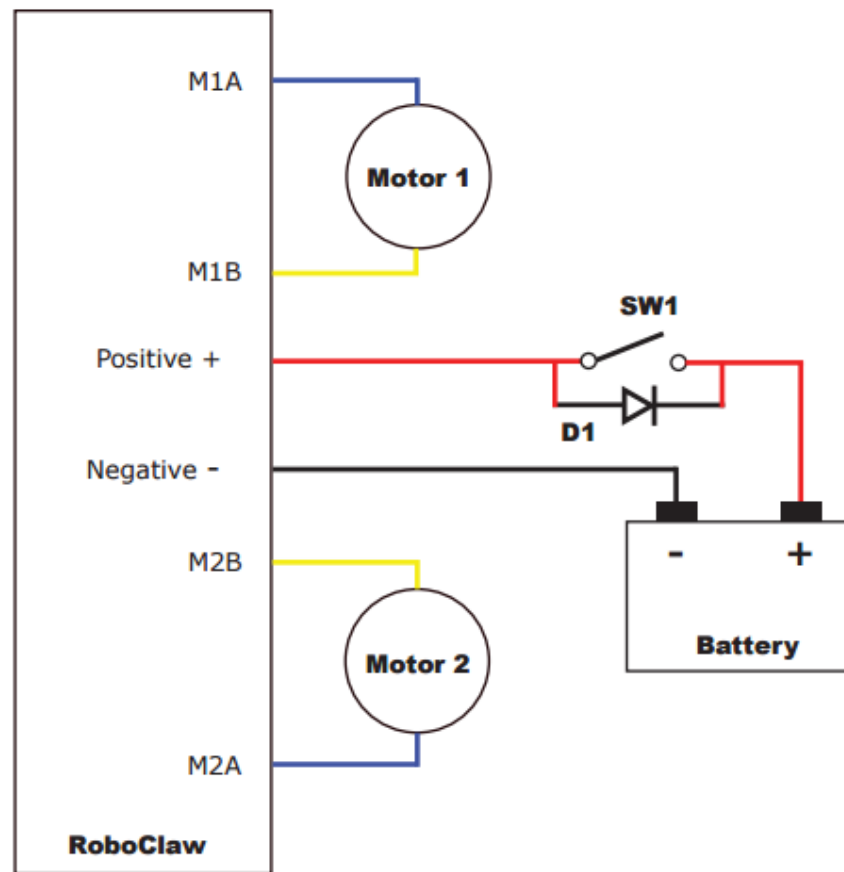 M1A
Motor 1
M1B
SW1
Positive +
D1
Negative -
- +
M2B
Battery
Motor 2
M2A
RoboClaw